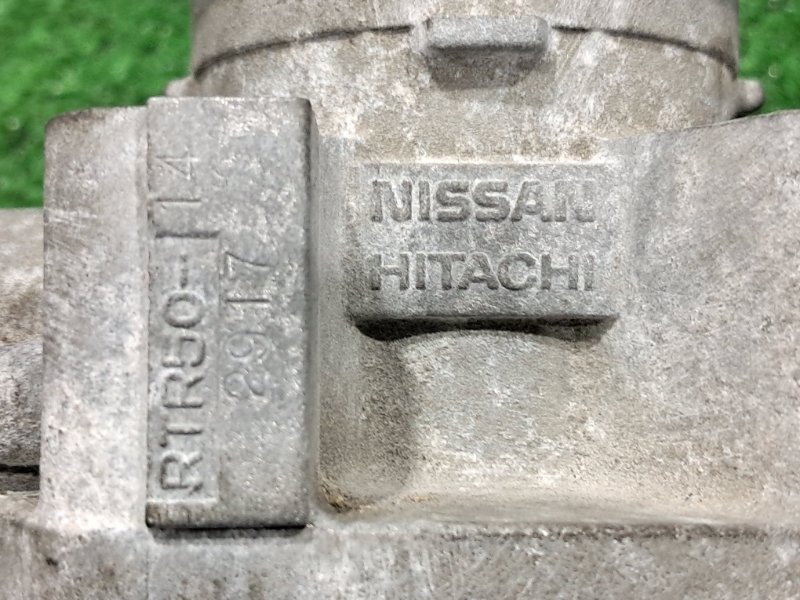 RTR50-14
2917
NISSAN
HITACHI